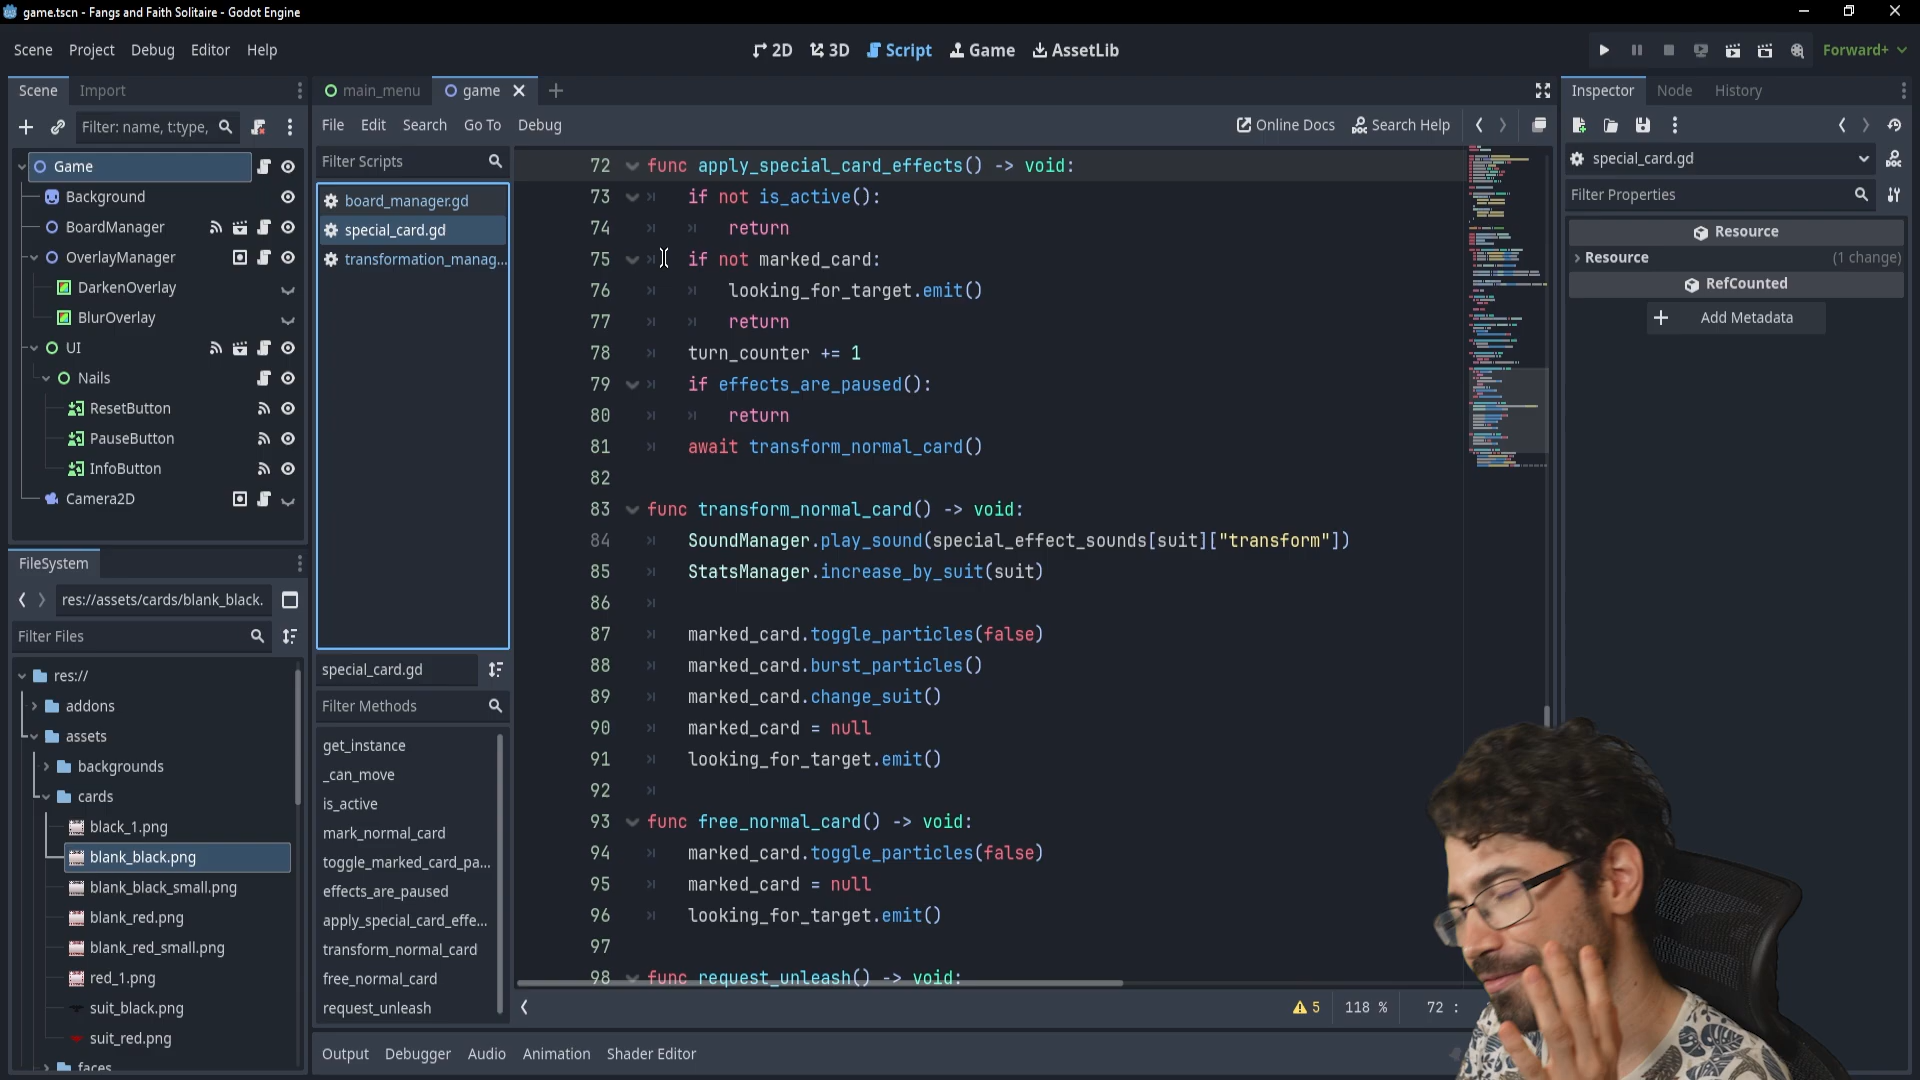 game.tscn - Fangs and Faith Solitaire - Godot Engine
Scene Project Debug Editor Help
2D 3D Script Game AssetLib
Forward+
Scene Import
main_menu game
Inspector Node History
Filter: name, t:type,
File Edit Search Go To Debug
Online Docs Search Help
Game
Background
BoardManager
OverlayManager
DarkenOverlay
BlurOverlay
UI
Nails
ResetButton
PauseButton
InfoButton
Camera2D
FileSystem
res://assets/cards/blank_black.
Filter Files
res://
addons
assets
backgrounds
cards
black_1.png
blank_black.png
blank_black_small.png
blank_red.png
blank_red_small.png
red_1.png
suit_black.png
suit_red.png
faces
Filter Scripts
board_manager.gd
special_card.gd
transformation_manag...
special_card.gd
Filter Methods
get_instance
_can_move
is_active
mark_normal_card
toggle_marked_card_pa...
effects_are_paused
apply_special_card_effe...
transform_normal_card
free_normal_card
request_unleash
72 func apply_special_card_effects() -> void:
73 if not is_active():
74 return
75 if not marked_card:
76 looking_for_target.emit()
77 return
78 turn_counter += 1
79 if effects_are_paused():
80 return
81 await transform_normal_card()
82
83 func transform_normal_card() -> void:
84 SoundManager.play_sound(special_effect_sounds[suit]["transform"])
85 StatsManager.increase_by_suit(suit)
86
87 marked_card.toggle_particles(false)
88 marked_card.burst_particles()
89 marked_card.change_suit()
90 marked_card = null
91 looking_for_target.emit()
92
93 func free_normal_card() -> void:
94 marked_card.toggle_particles(false)
95 marked_card = null
96 looking_for_target.emit()
97
98 func request_unleash() -> void:
5 118 % 72 :
Output Debugger Audio Animation Shader Editor
special_card.gd
Filter Properties
Resource
Resource (1 change)
RefCounted
Add Metadata